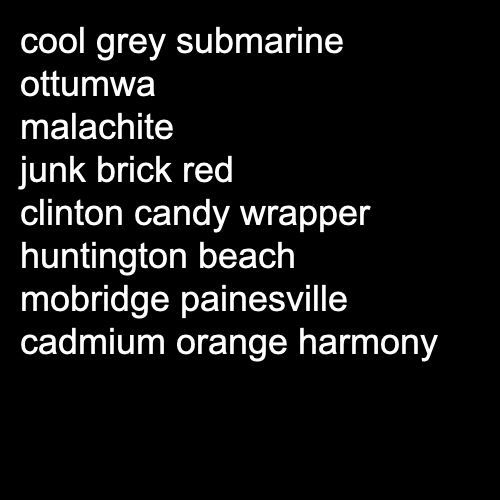 cool grey submarine
ottumwa
malachite
junk brick red
clinton candy wrapper
huntington beach
mobridge painesville
cadmium orange harmony